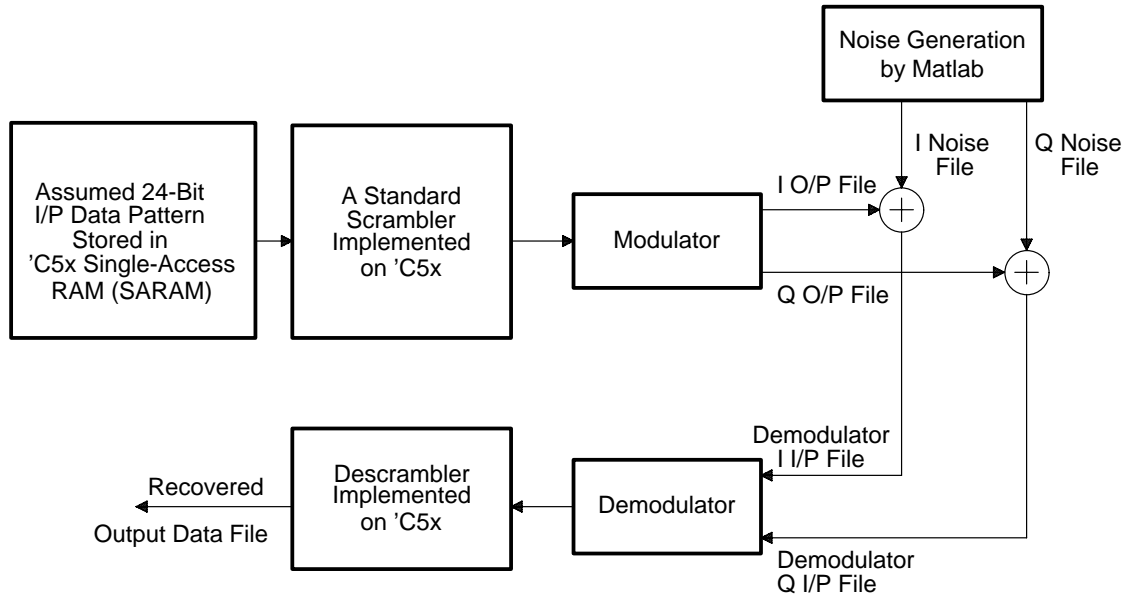 Noise Generation
by Matlab
I Noise
File
Q Noise
File
Assumed 24-Bit
I/P Data Pattern
Stored in
’C5x Single-Access
RAM (SARAM)
A Standard
Scrambler
Implemented
on ’C5x
Modulator
I O/P File
Q O/P File
Demodulator
I I/P File
Demodulator
Demodulator
Q I/P File
Descrambler
Implemented
on ’C5x
Recovered
Output Data File